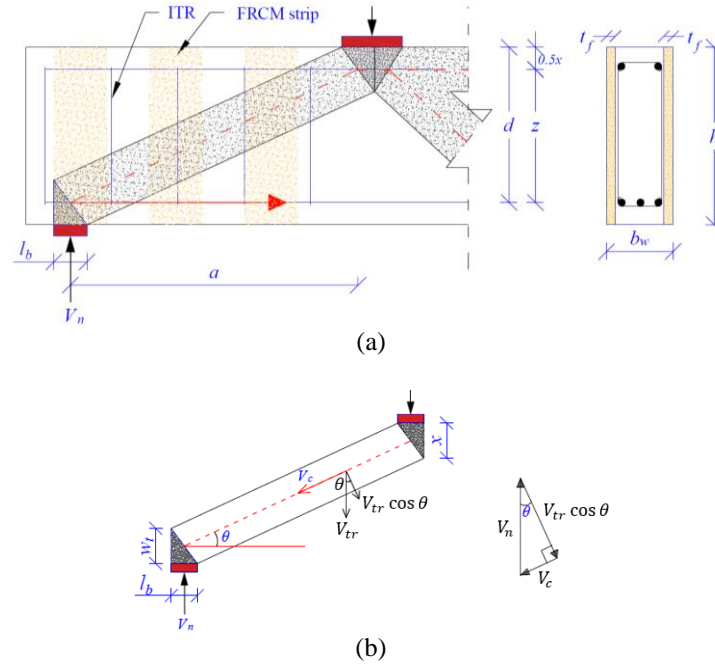 ITR
FRCM strip
t_f
t_f
0.5x
d
z
h
l_b
a
b_w
V_n
(a)
V_c
θ
V_tr cos θ
V_tr
x
w_t
θ
l_b
V_n
θ
V_n
V_tr cos θ
V_c
(b)